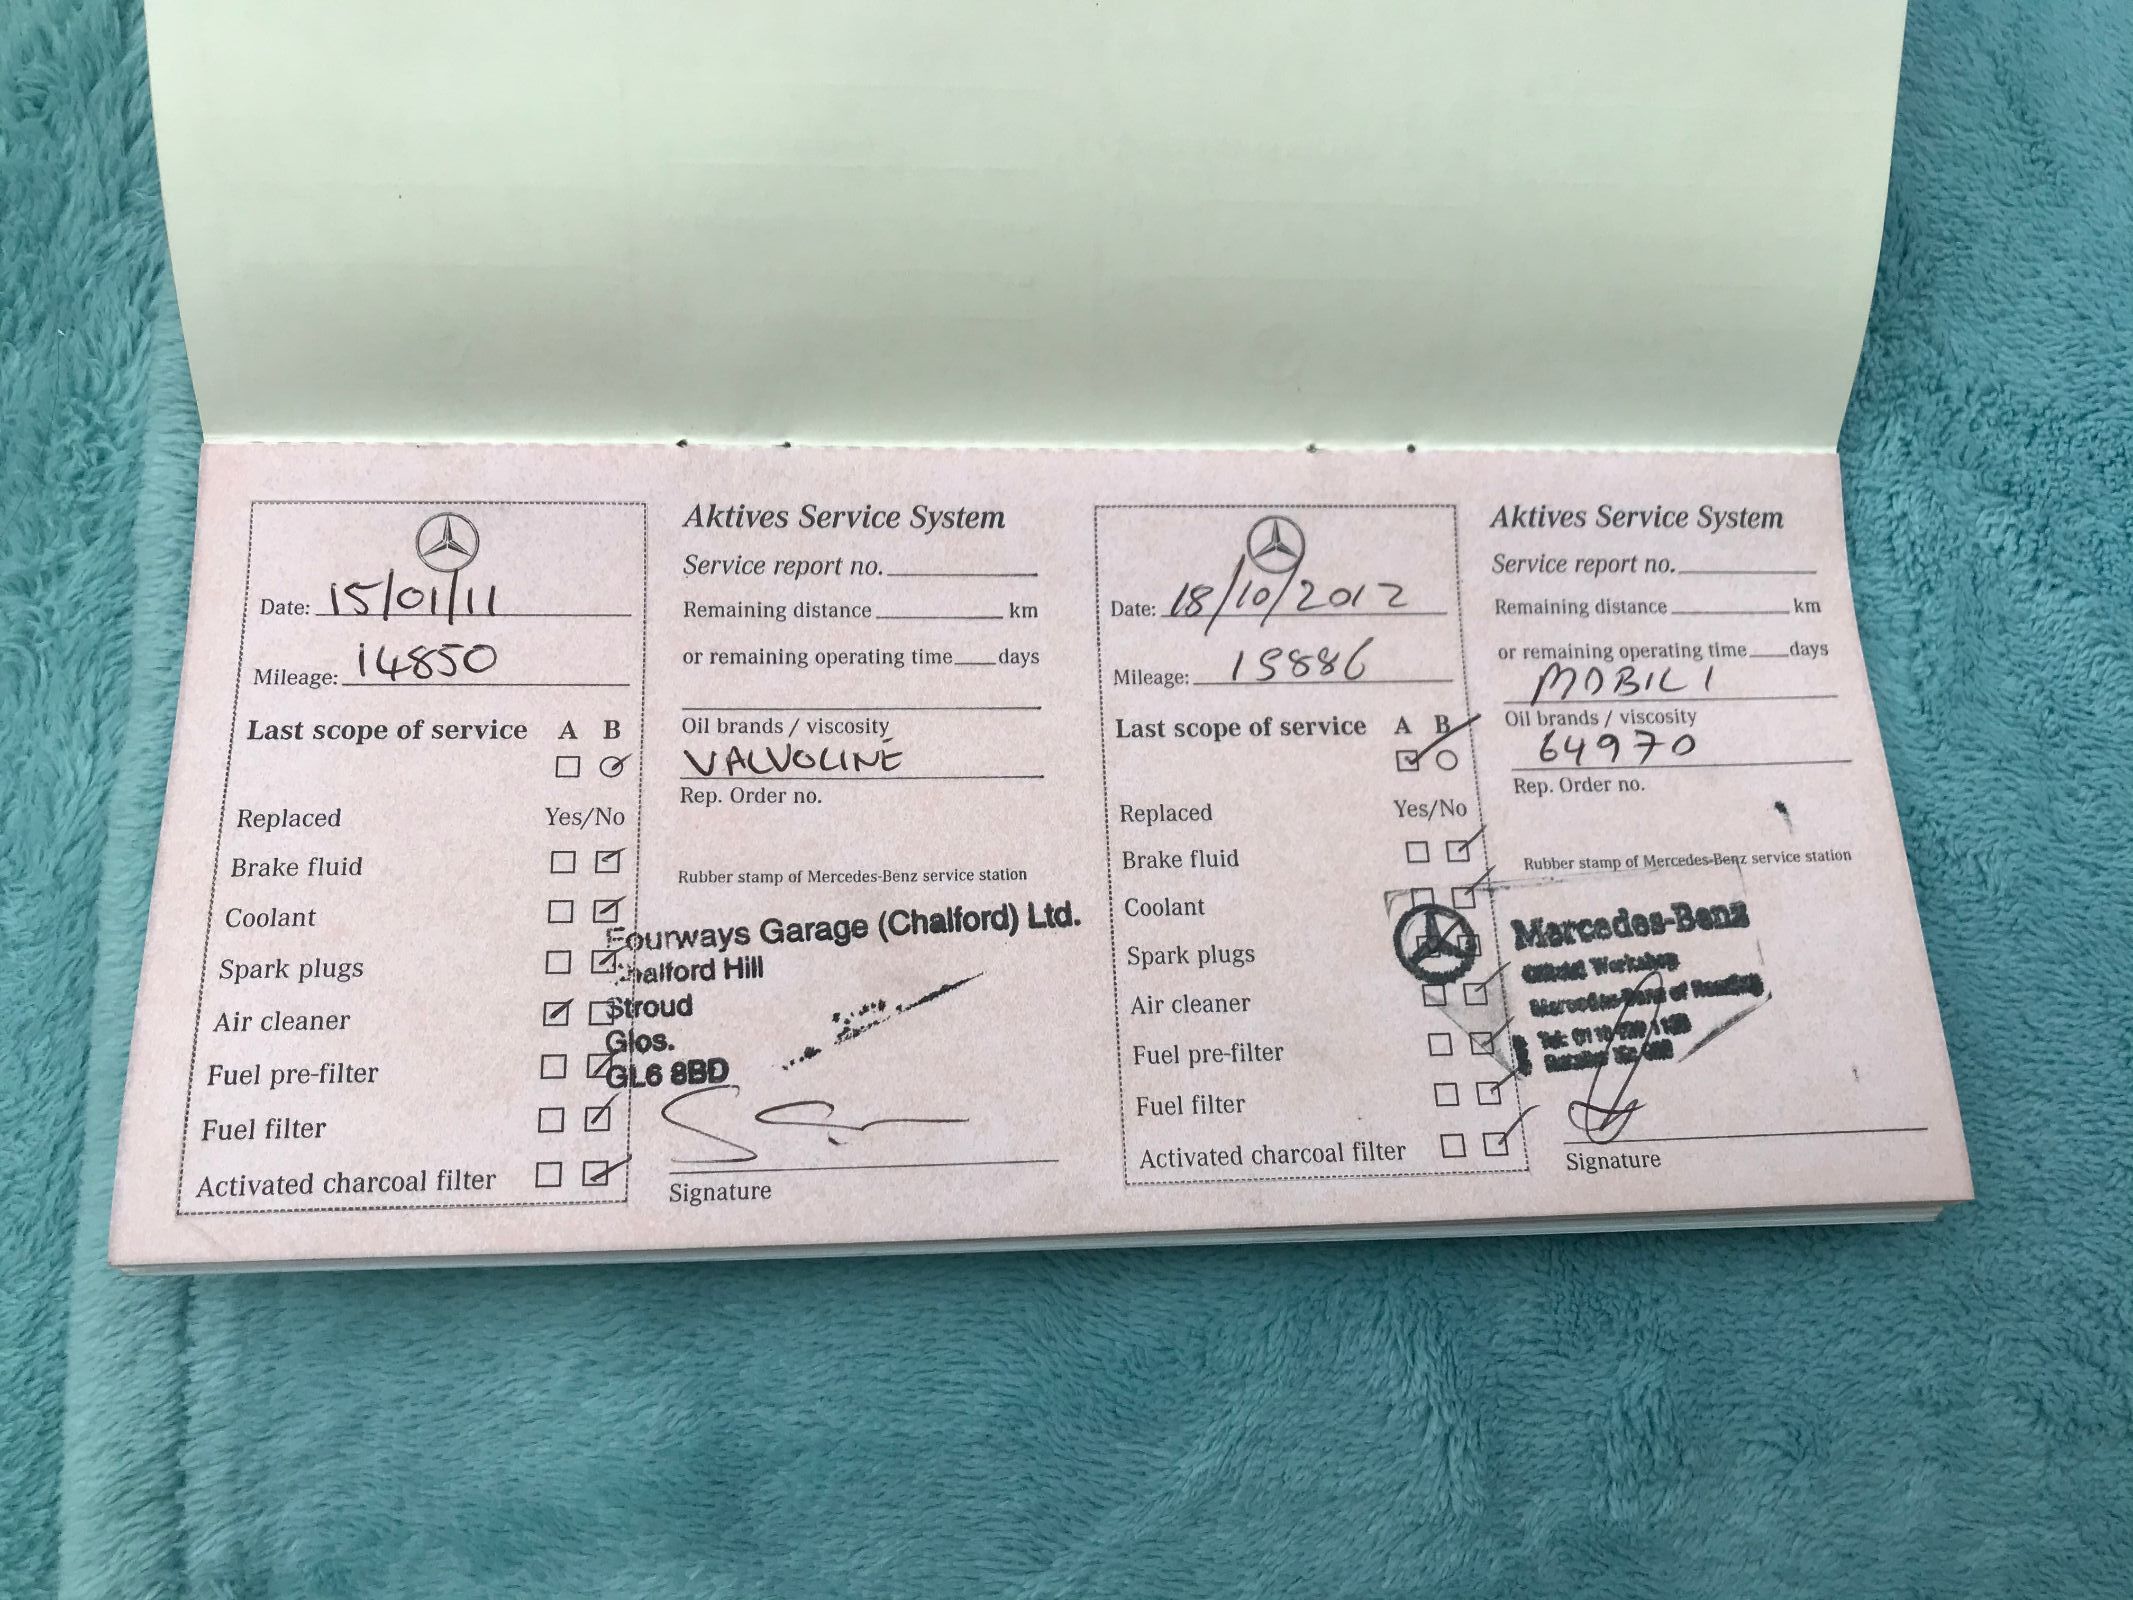 Date: 15/01/11
Mileage: 14850
Last scope of service A B
Replaced Yes/No
Brake fluid
Coolant
Spark plugs
Air cleaner
Fuel pre-filter
Fuel filter
Activated charcoal filter
Aktives Service System
Service report no.
Remaining distance km
or remaining operating time days
Oil brands / viscosity
VALVOLINE
Rep. Order no.
Rubber stamp of Mercedes-Benz service station
Fourways Garage (Chalford) Ltd.
Chalford Hill
Stroud
Glos.
GL6 8BD
Signature
Date: 18/10/2012
Mileage:
Last scope of service A B
Replaced Yes/No
Brake fluid
Coolant
Spark plugs
Air cleaner
Fuel pre-filter
Fuel filter
Activated charcoal filter
Aktives Service System
Service report no.
Remaining distance km
or remaining operating time days
MOBIL 1
Oil brands / viscosity
64970
Rep. Order no.
Rubber stamp of Mercedes-Benz service station
Mercedes-Benz
Official Workshop
Mercedes-Benz of Reading
Signature